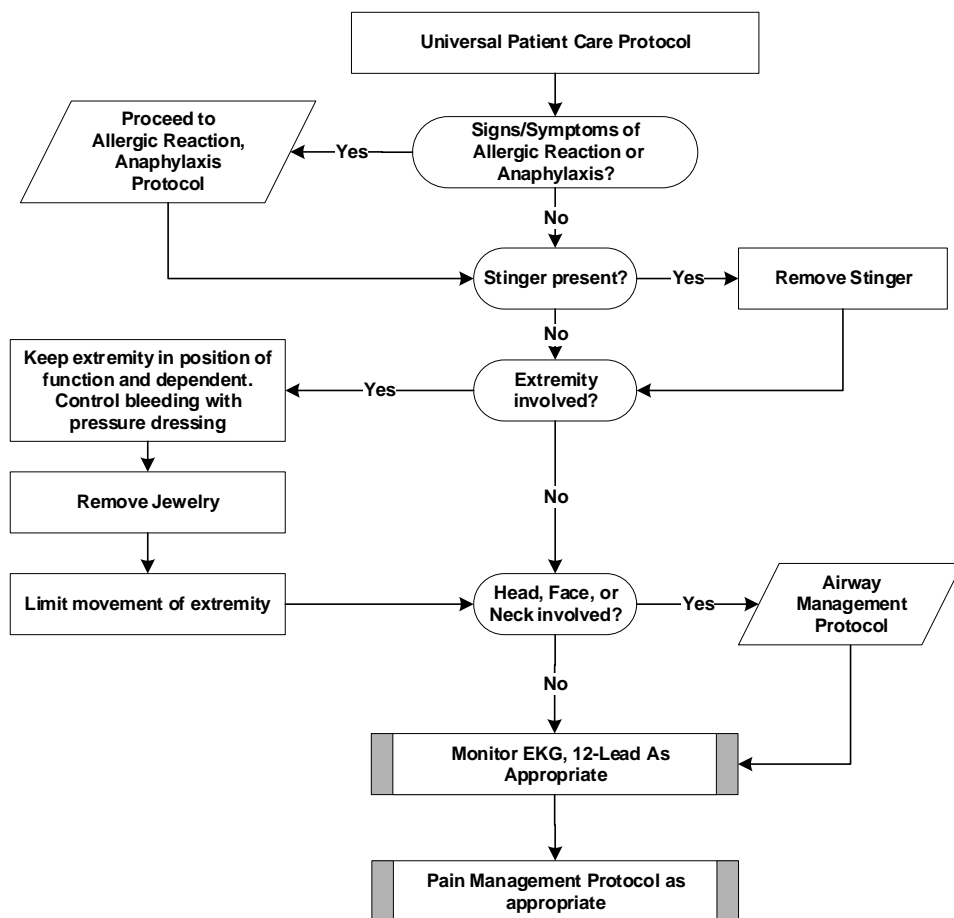 Universal Patient Care Protocol
Proceed to
Allergic Reaction,
Anaphylaxis
Protocol
Yes
Signs/Symptoms of
Allergic Reaction or
Anaphylaxis?
No
Stinger present?
Yes
Remove Stinger
No
Keep extremity in position of
function and dependent.
Control bleeding with
pressure dressing
Yes
Extremity
involved?
Remove Jewelry
No
Limit movement of extremity
Head, Face, or
Neck involved?
Yes
Airway
Management
Protocol
No
Monitor EKG, 12-Lead As
Appropriate
Pain Management Protocol as
appropriate